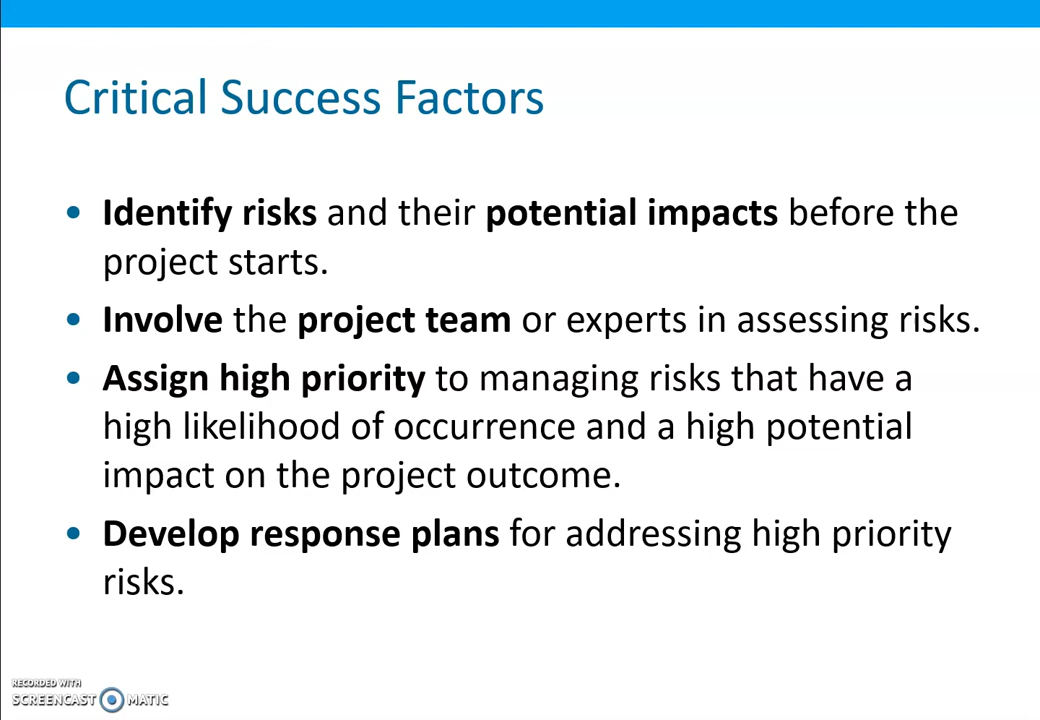 Critical Success Factors
• Identify risks and their potential impacts before the
project starts.
• Involve the project team or experts in assessing risks.
• Assign high priority to managing risks that have a
high likelihood of occurrence and a high potential
impact on the project outcome.
• Develop response plans for addressing high priority
risks.
RECORDED WITH
SCREENCAST MATIC